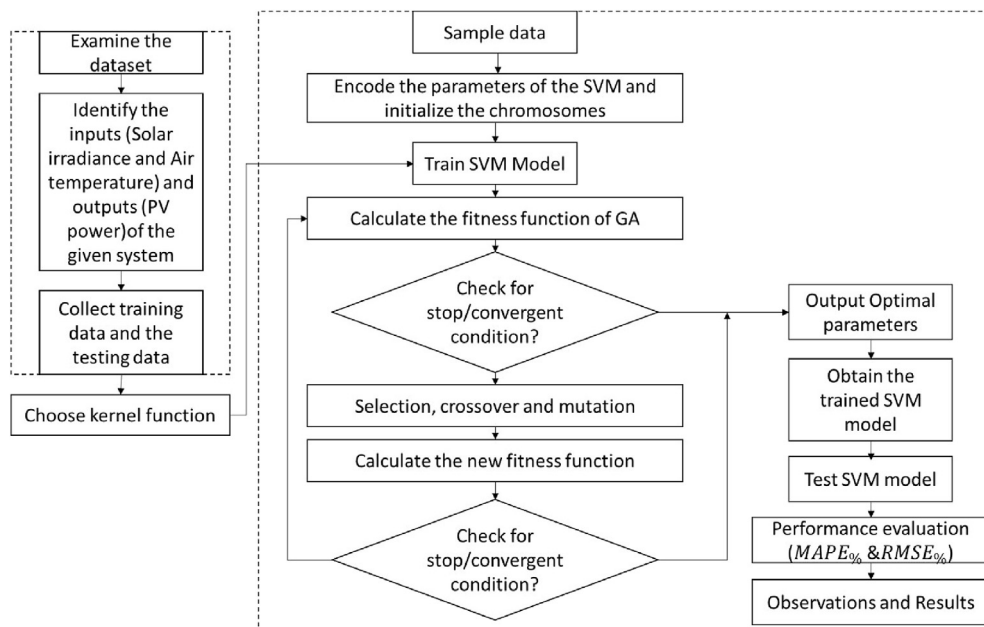 Examine the
dataset
Identify the
inputs (Solar
irradiance and Air
temperature) and
outputs (PV
power)of the
given system
Collect training
data and the
testing data
Choose kernel function
Sample data
Encode the parameters of the SVM and
initialize the chromosomes
Train SVM Model
Calculate the fitness function of GA
Check for
stop/convergent
condition?
Selection, crossover and mutation
Calculate the new fitness function
Check for
stop/convergent
condition?
Output Optimal
parameters
Obtain the
trained SVM
model
Test SVM model
Performance evaluation
(MAPE% &RMSE%)
Observations and Results